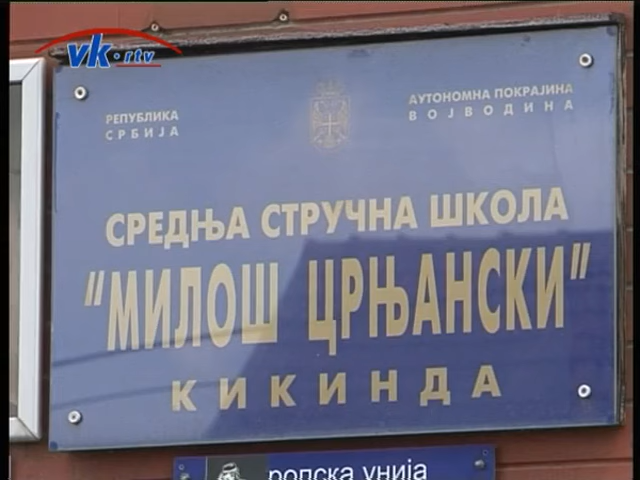 vk·rtv
РЕПУБЛИКА
СРБИЈА
АУТОНОМНА ПОКРАЈИНА
ВОЈВОДИНА
СРЕДЊА СТРУЧНА ШКОЛА
"МИЛОШ ЦРЊАНСКИ"
КИКИНДА
ропска унија